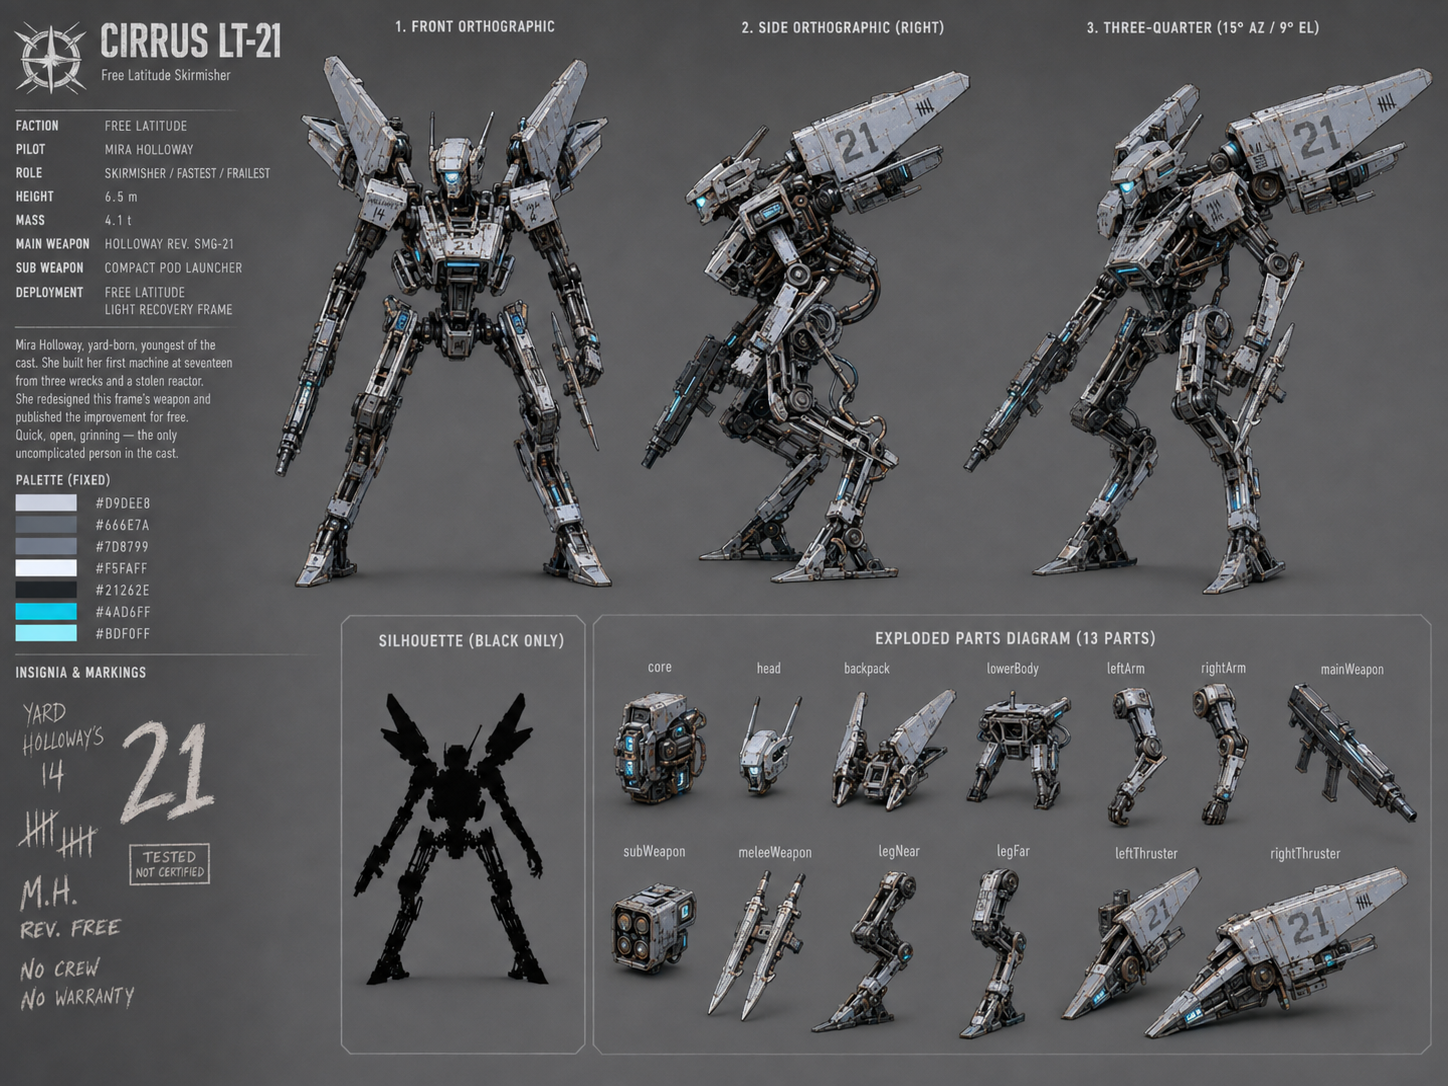 CIRRUS LT-21
Free Latitude Skirmisher
FACTION FREE LATITUDE
PILOT MIRA HOLLOWAY
ROLE SKIRMISHER / FASTEST / FRAILEST
HEIGHT 6.5 m
MASS 4.1 t
MAIN WEAPON HOLLOWAY REV. SMG-21
SUB WEAPON COMPACT POD LAUNCHER
DEPLOYMENT FREE LATITUDE
LIGHT RECOVERY FRAME
Mira Holloway, yard-born, youngest of the
cast. She built her first machine at seventeen
from three wrecks and a stolen reactor.
She redesigned this frame's weapon and
published the improvement for free.
Quick, open, grinning — the only
uncomplicated person in the cast.
PALETTE (FIXED)
#D9DEE8
#666E7A
#7D8799
#F5FAFF
#21262E
#4AD6FF
#BDF0FF
INSIGNIA & MARKINGS
YARD
HOLLOWAY'S
14
21
TESTED
NOT CERTIFIED
M.H.
REV. FREE
NO CREW
NO WARRANTY
1. FRONT ORTHOGRAPHIC
14
21
2. SIDE ORTHOGRAPHIC (RIGHT)
21
3. THREE-QUARTER (15° AZ / 9° EL)
21
SILHOUETTE (BLACK ONLY)
EXPLODED PARTS DIAGRAM (13 PARTS)
core
head
backpack
lowerBody
leftArm
rightArm
mainWeapon
subWeapon
meleeWeapon
legNear
legFar
leftThruster
rightThruster
21
21